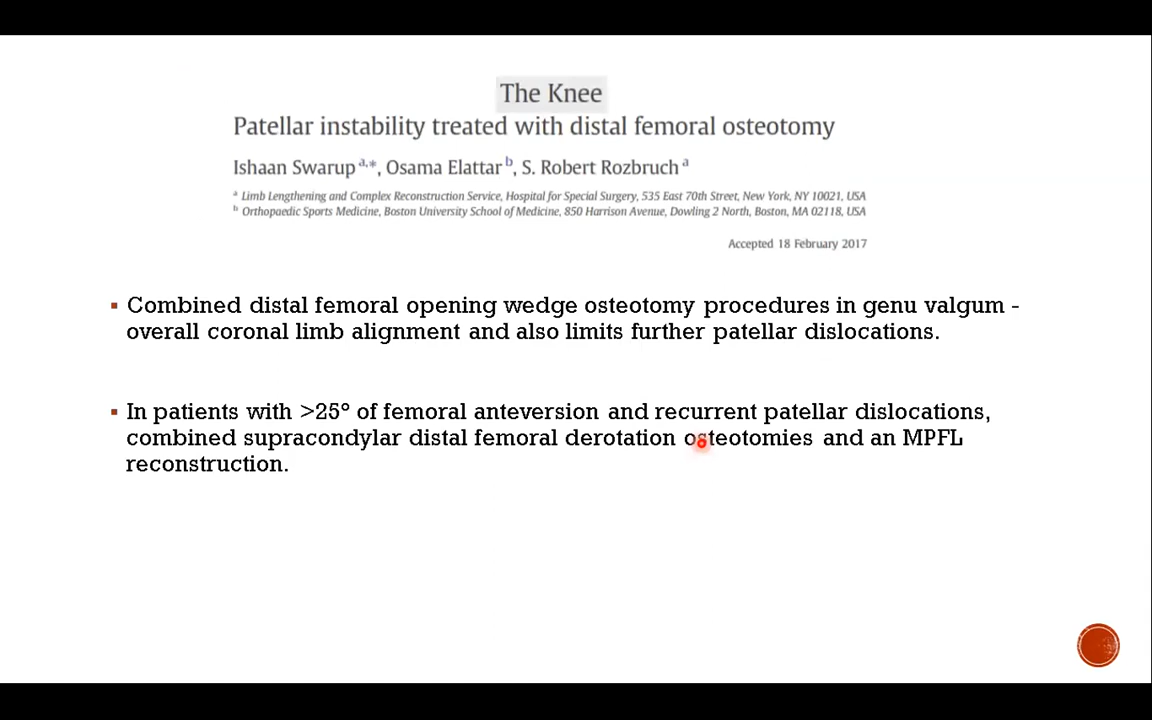 The Knee
Patellar instability treated with distal femoral osteotomy
Ishaan Swarup a,*, Osama Elattar b, S. Robert Rozbruch a
a Limb Lengthening and Complex Reconstruction Service, Hospital for Special Surgery, 535 East 70th Street, New York, NY 10021, USA
b Orthopaedic Sports Medicine, Boston University School of Medicine, 850 Harrison Avenue, Dowling 2 North, Boston, MA 02118, USA
Accepted 18 February 2017
▪ Combined distal femoral opening wedge osteotomy procedures in genu valgum -
overall coronal limb alignment and also limits further patellar dislocations.
▪ In patients with >25° of femoral anteversion and recurrent patellar dislocations,
combined supracondylar distal femoral derotation osteotomies and an MPFL
reconstruction.